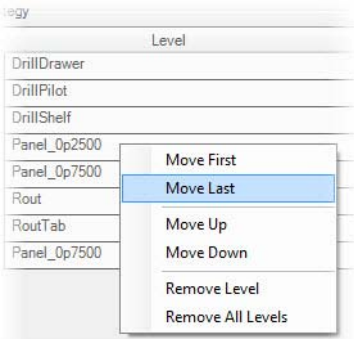 tegy
Level
DrillDrawer
DrillPilot
DrillShelf
Panel_0p2500
Panel_0p7500
Rout
RoutTab
Panel_0p7500
Move First
Move Last
Move Up
Move Down
Remove Level
Remove All Levels